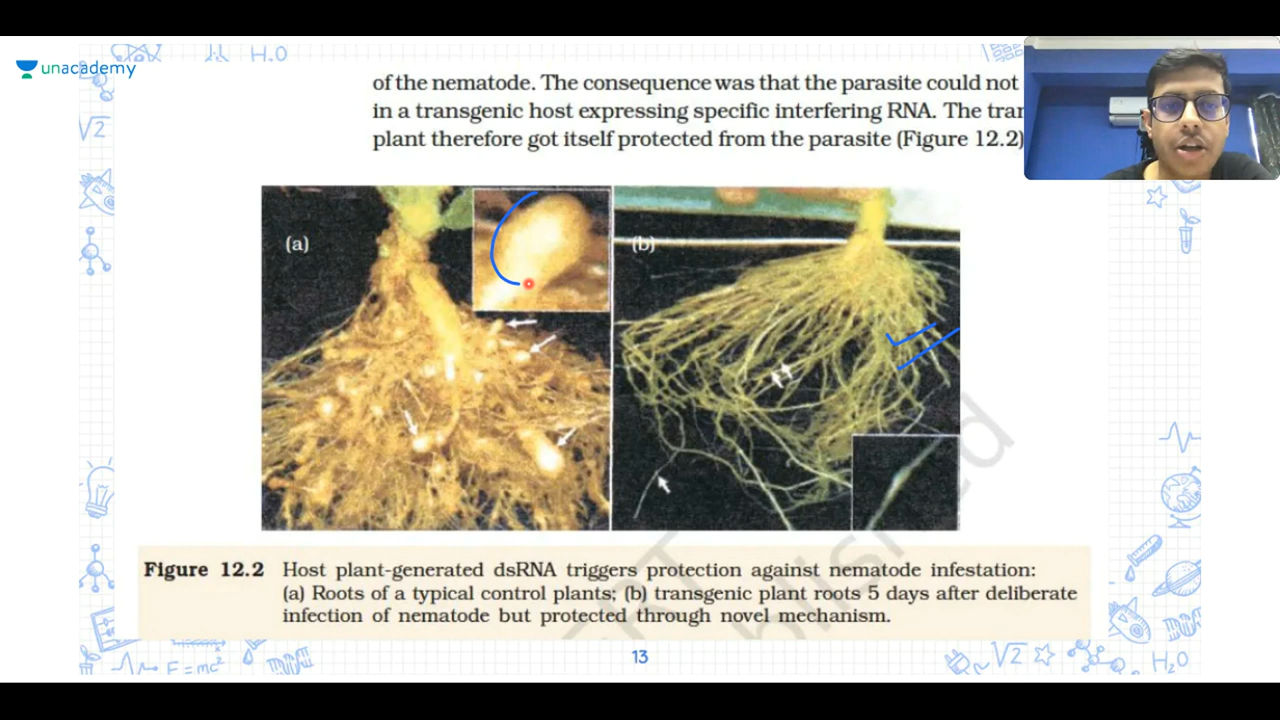 H₂O
unacademy
of the nematode. The consequence was that the parasite could not
in a transgenic host expressing specific interfering RNA. The
plant therefore got itself protected from the parasite (Figure 12.2)
√2
(a)
(b)
Figure 12.2 Host plant-generated dsRNA triggers protection against nematode infestation:
(a) Roots of a typical control plants; (b) transgenic plant roots 5 days after deliberate
infection of nematode but protected through novel mechanism.
13
F=mc²
√2
H₂O